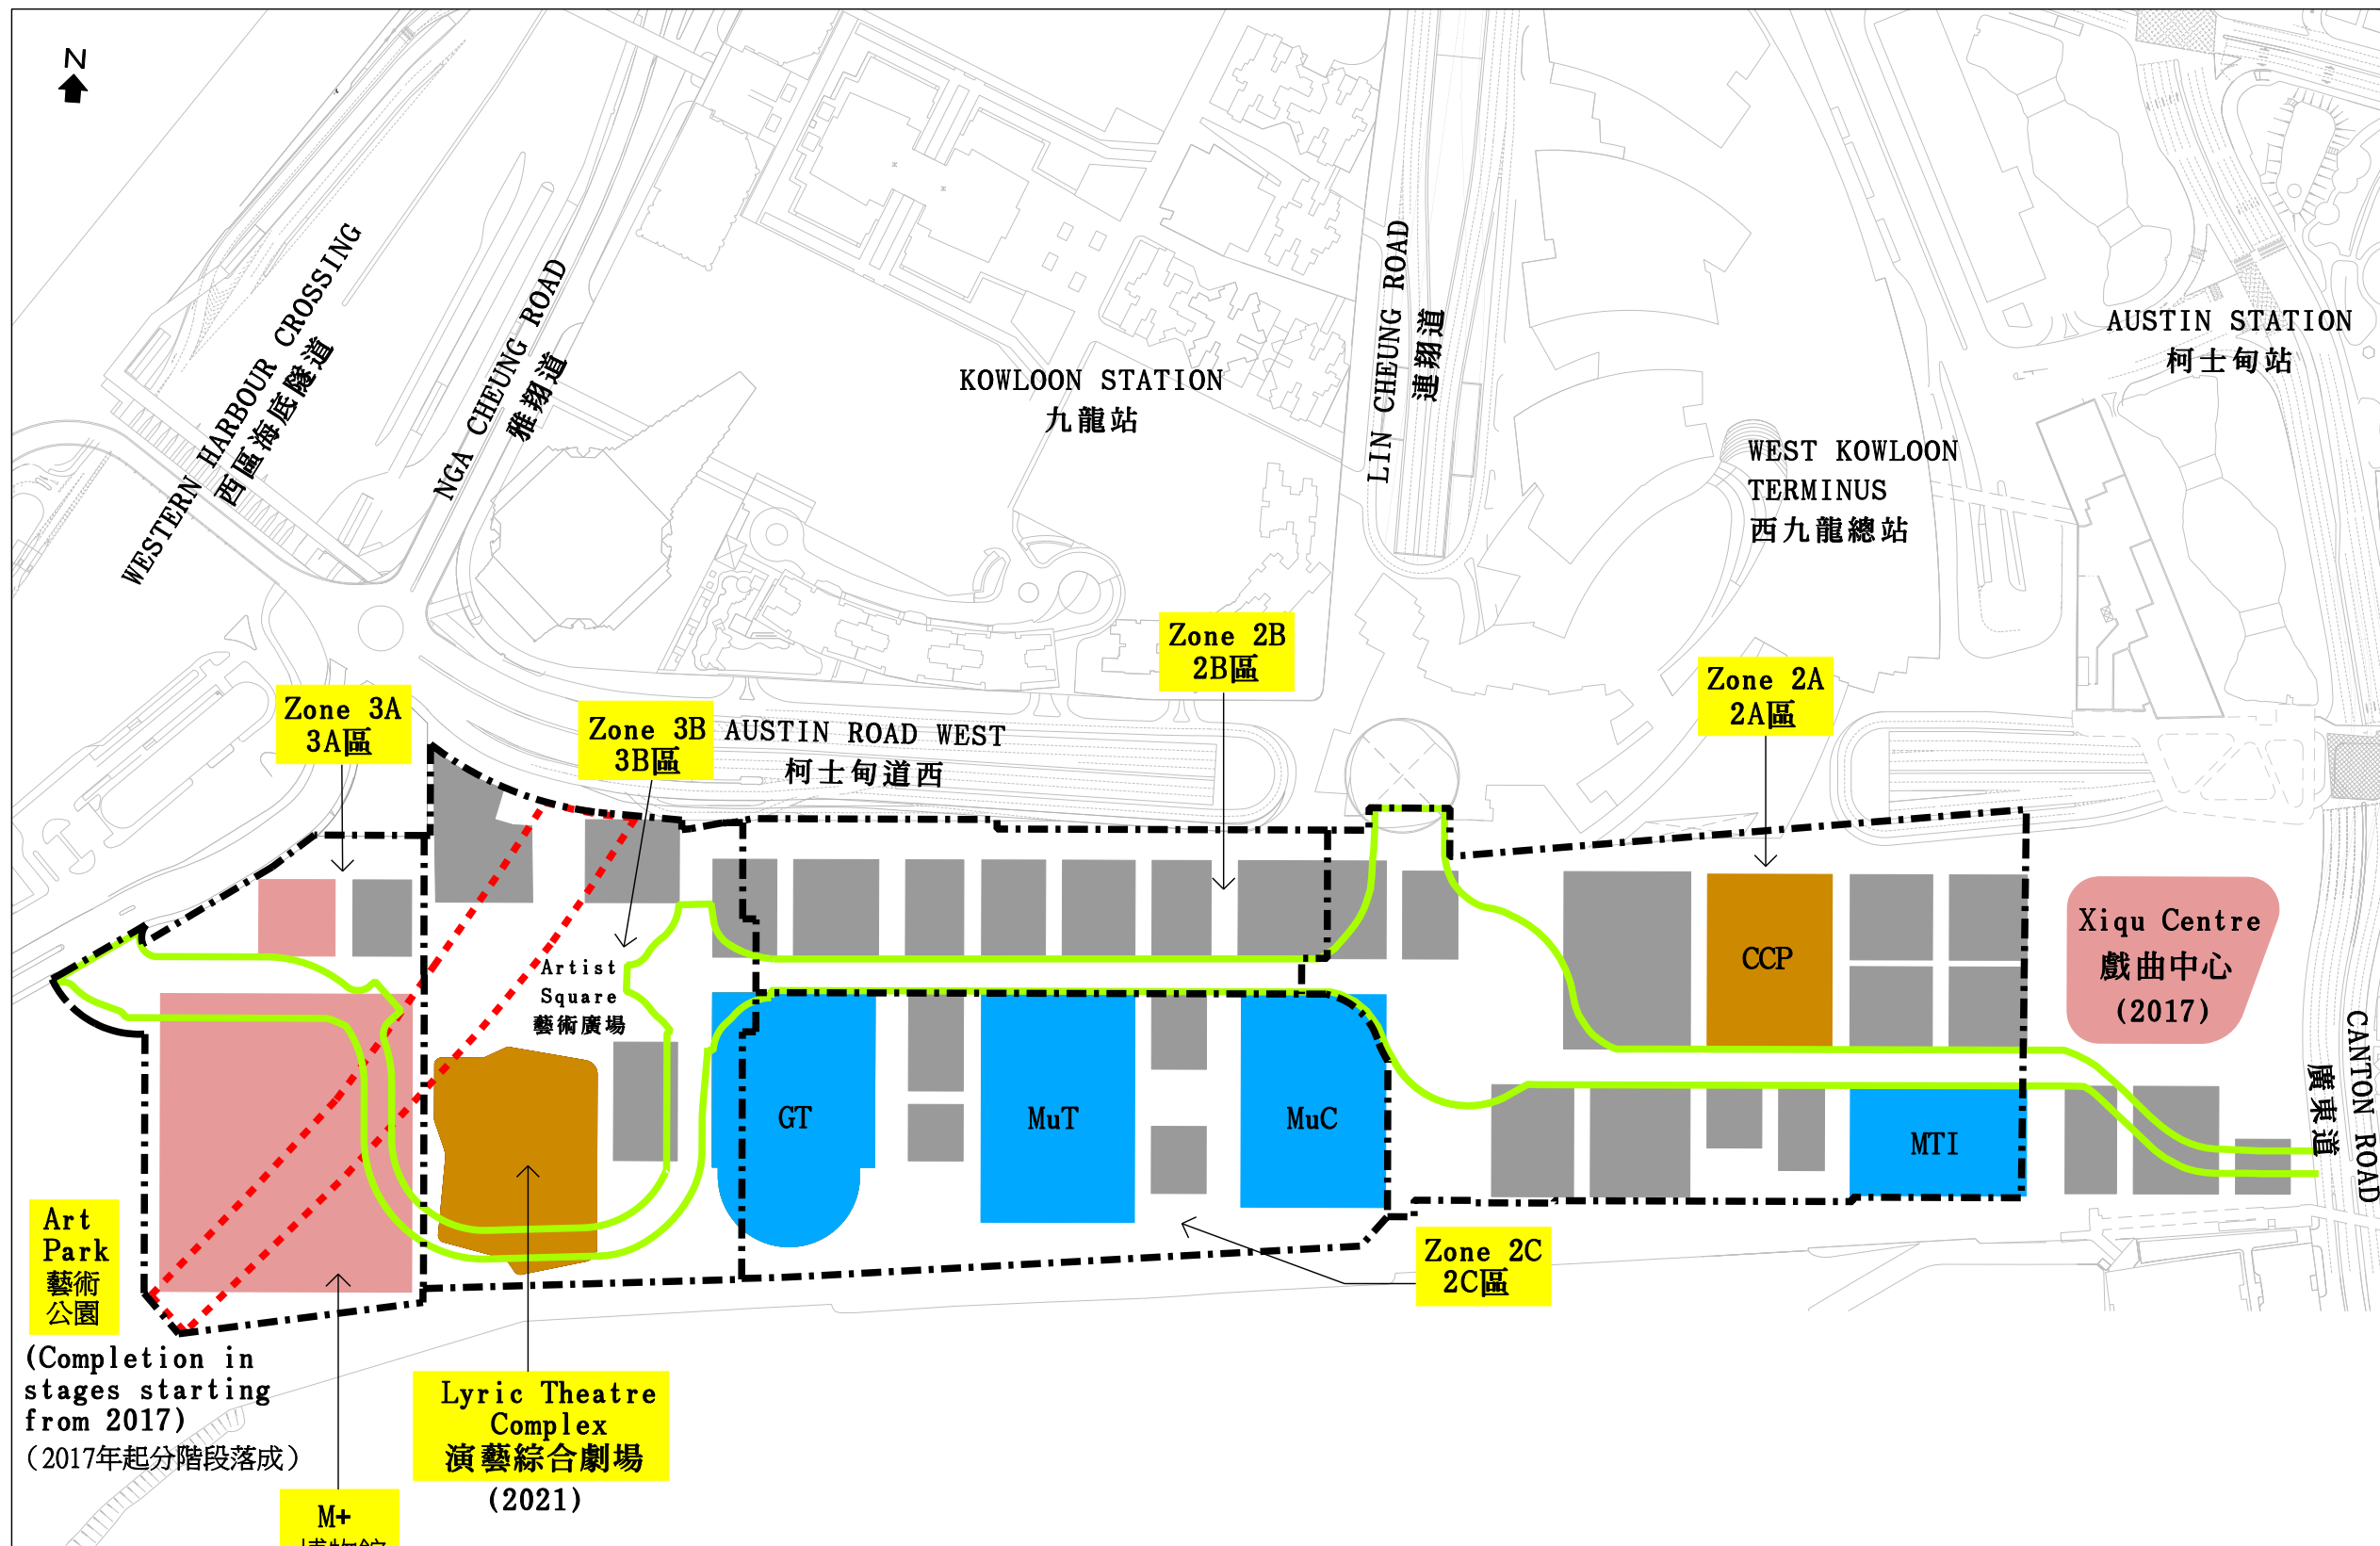 N
WESTERN HARBOUR CROSSING
西區海底隧道
NGA CHEUNG ROAD
雅翔道
KOWLOON STATION
九龍站
LIN CHEUNG ROAD
連翔道
WEST KOWLOON
TERMINUS
西九龍總站
AUSTIN STATION
柯士甸站
Zone 3A
3A區
Zone 3B
3B區
AUSTIN ROAD WEST
柯士甸道西
Zone 2B
2B區
Zone 2A
2A區
Artist
Square
藝術廣場
CCP
Xiqu Centre
戲曲中心
(2017)
CANTON ROAD
廣東道
GT
MuT
MuC
MTI
Art
Park
藝術
公園
(Completion in
stages starting
from 2017)
（2017年起分階段落成）
Zone 2C
2C區
Lyric Theatre
Complex
演藝綜合劇場
(2021)
M+
博物館